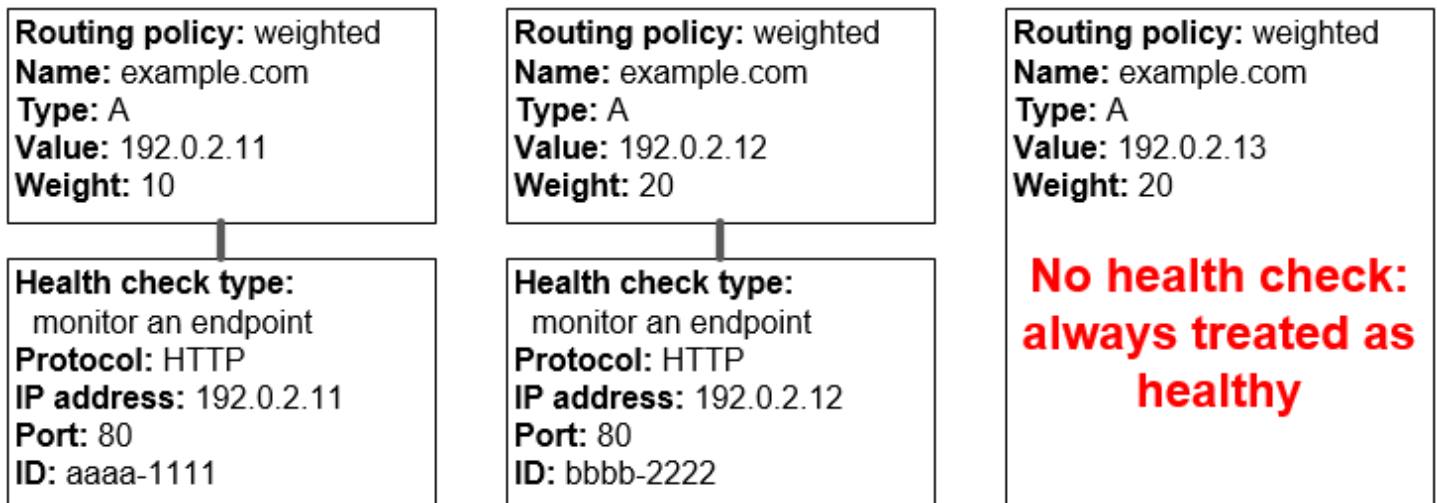 Routing policy: weighted
Name: example.com
Type: A
Value: 192.0.2.11
Weight: 10
Health check type:
monitor an endpoint
Protocol: HTTP
IP address: 192.0.2.11
Port: 80
ID: aaaa-1111
Routing policy: weighted
Name: example.com
Type: A
Value: 192.0.2.12
Weight: 20
Health check type:
monitor an endpoint
Protocol: HTTP
IP address: 192.0.2.12
Port: 80
ID: bbbb-2222
Routing policy: weighted
Name: example.com
Type: A
Value: 192.0.2.13
Weight: 20
No health check:
always treated as
healthy